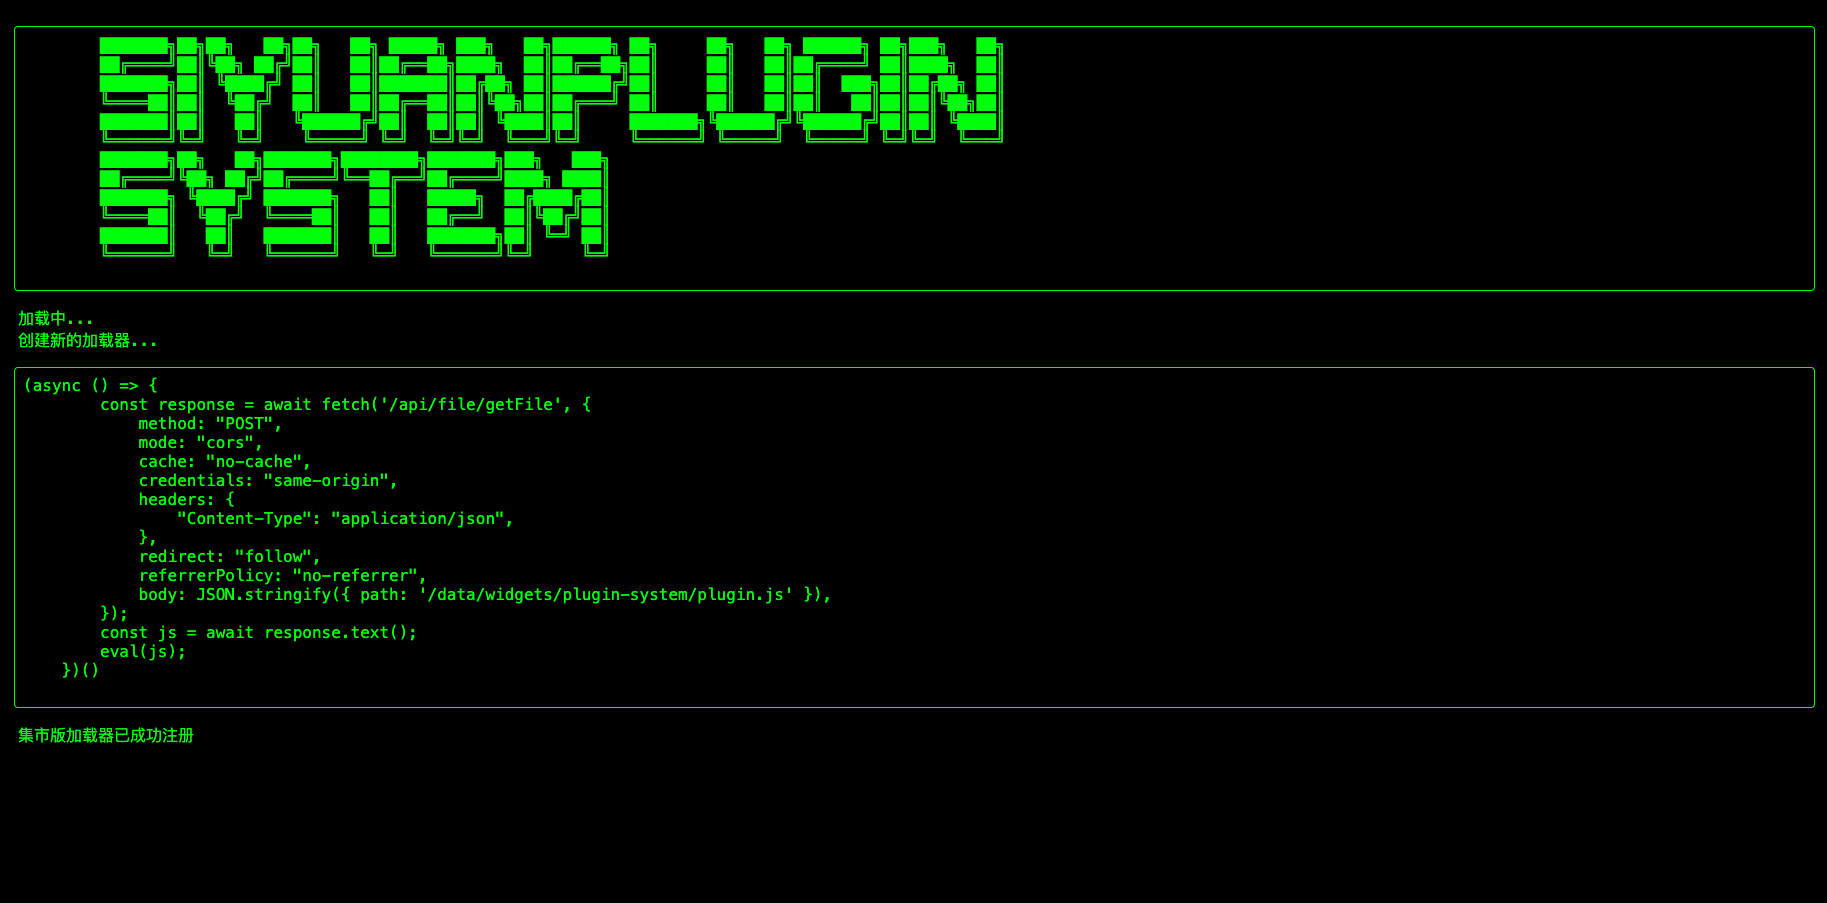 SIYUANPLUGIN
SYSTEM
加载中...
创建新的加载器...
(async () => {
const response = await fetch('/api/file/getFile', {
method: "POST",
mode: "cors",
cache: "no-cache",
credentials: "same-origin",
headers: {
"Content-Type": "application/json",
},
redirect: "follow",
referrerPolicy: "no-referrer",
body: JSON.stringify({ path: '/data/widgets/plugin-system/plugin.js' }),
});
const js = await response.text();
eval(js);
})()
集市版加载器已成功注册